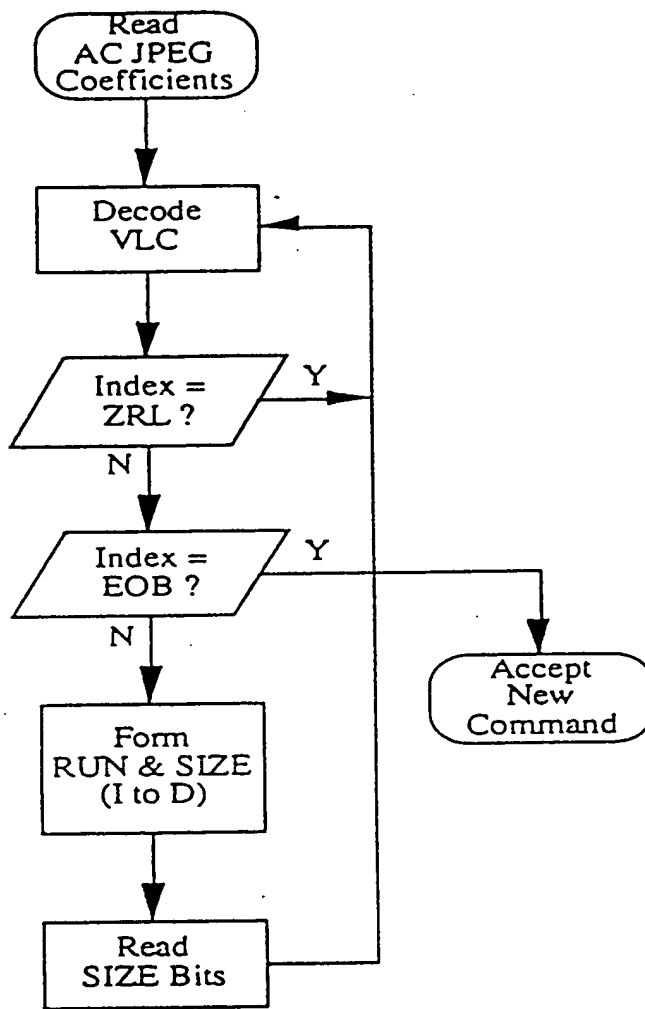 Read
AC JPEG
Coefficients
Decode
VLC
Index =
ZRL ?
Y
N
Index =
EOB ?
Y
N
Accept
New
Command
Form
RUN & SIZE
(I to D)
Read
SIZE Bits